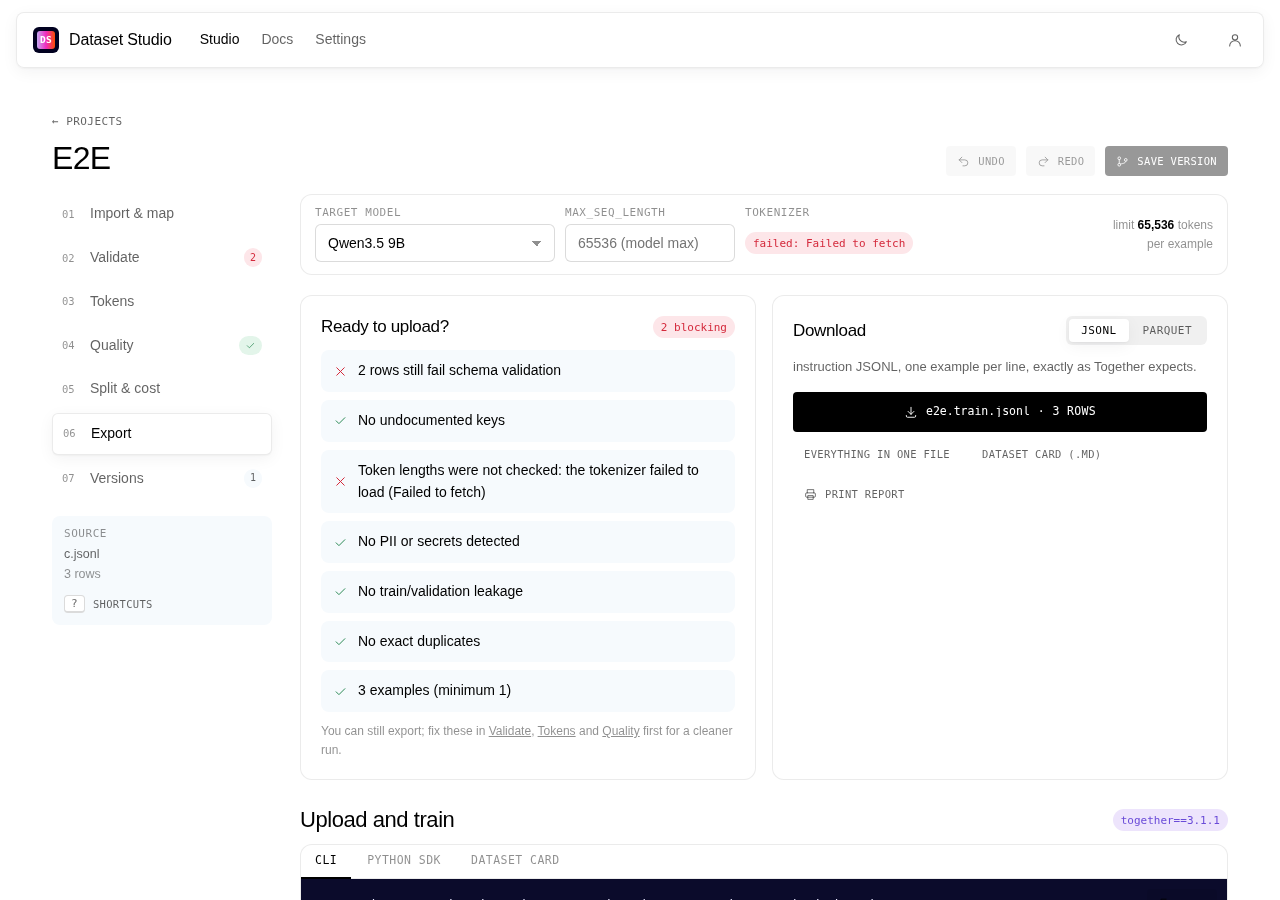 DS Dataset Studio Studio Docs Settings
← PROJECTS
E2E
UNDO REDO SAVE VERSION
01 Import & map
02 Validate 2
03 Tokens
04 Quality
05 Split & cost
06 Export
07 Versions 1
SOURCE
c.jsonl
3 rows
? SHORTCUTS
TARGET MODEL MAX_SEQ_LENGTH TOKENIZER
Qwen3.5 9B 65536 (model max) failed: Failed to fetch
limit 65,536 tokens
per example
Ready to upload? 2 blocking
2 rows still fail schema validation
No undocumented keys
Token lengths were not checked: the tokenizer failed to
load (Failed to fetch)
No PII or secrets detected
No train/validation leakage
No exact duplicates
3 examples (minimum 1)
You can still export; fix these in Validate, Tokens and Quality first for a cleaner
run.
Download JSONL PARQUET
instruction JSONL, one example per line, exactly as Together expects.
e2e.train.jsonl · 3 ROWS
EVERYTHING IN ONE FILE DATASET CARD (.MD)
PRINT REPORT
Upload and train together==3.1.1
CLI PYTHON SDK DATASET CARD